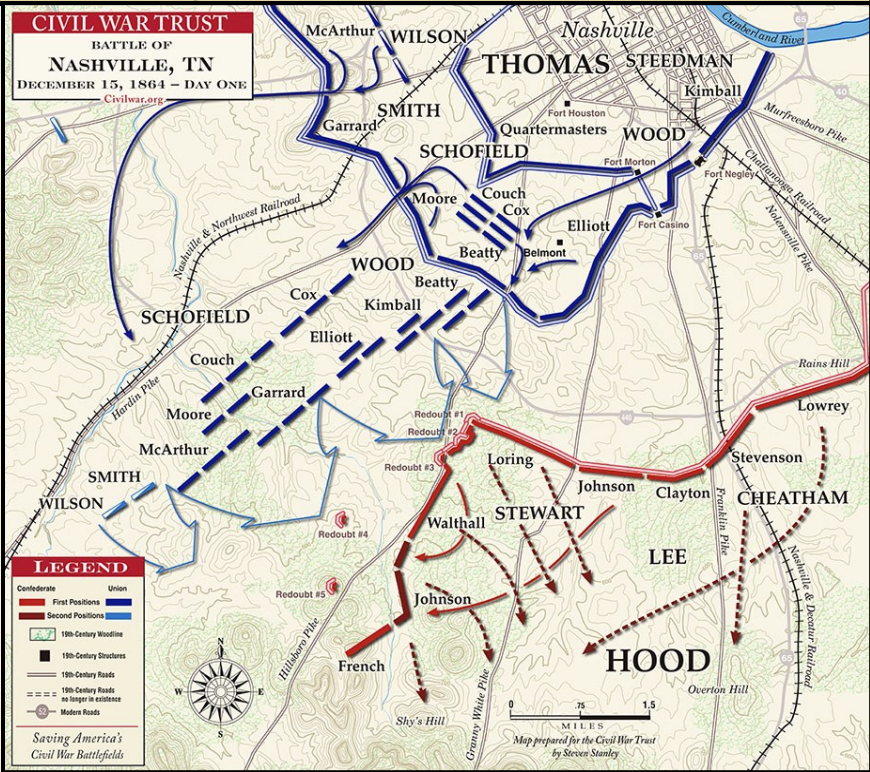 CIVIL WAR TRUST
BATTLE OF
NASHVILLE, TN
DECEMBER 15, 1864 – DAY ONE
Civilwar.org
McArthur
WILSON
Nashville
Cumberland River
65
THOMAS
STEEDMAN
Kimball
40
SMITH
Fort Houston
Murfreesboro Pike
Garrard
Quartermasters
WOOD
SCHOFIELD
Fort Morton
Fort Negley
Chattanooga Railroad
Moore
Couch
Cox
Nashville & Northwest Railroad
Nolensville Pike
Elliott
Fort Casino
Beatty
Belmont
65
WOOD
Beatty
Cox
Kimball
SCHOFIELD
Elliott
Couch
Rains Hill
Hardin Pike
Garrard
Moore
Redoubt #1
Lowrey
Redoubt #2
McArthur
Redoubt #3
Loring
Stevenson
SMITH
Johnson
Clayton
CHEATHAM
WILSON
STEWART
Walthall
Franklin Pike
Redoubt #4
LEE
Nashville & Decatur Railroad
Redoubt #5
Johnson
Hillsboro Pike
French
HOOD
65
Granny White Pike
Overton Hill
Shy's Hill
LEGEND
Confederate
Union
First Positions
Second Positions
19th-Century Woodline
19th-Century Structures
19th-Century Roads
19th-Century Roads
no longer in existence
Modern Roads
Saving America's
Civil War Battlefields
N
W
E
S
0
.75
1.5
MILES
Map prepared for the Civil War Trust
by Steven Stanley